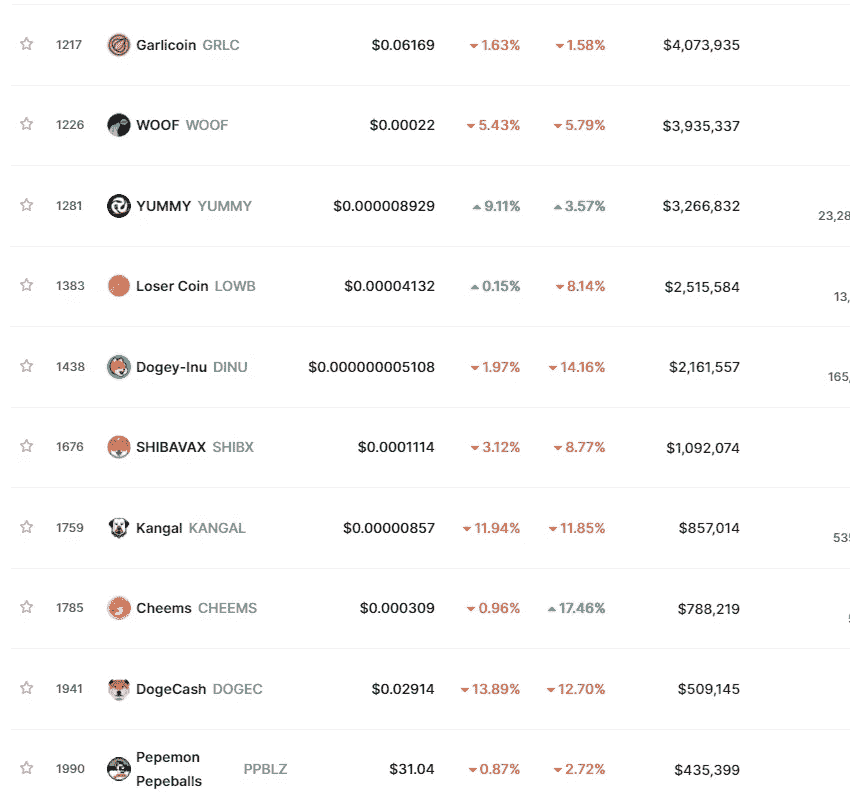 1217 Garlicoin GRLC $0.06169 1.63% 1.58% $4,073,935
1226 WOOF WOOF $0.00022 5.43% 5.79% $3,935,337
1281 YUMMY YUMMY $0.000008929 9.11% 3.57% $3,266,832
23,28
1383 Loser Coin LOWB $0.00004132 0.15% 8.14% $2,515,584
13,
1438 Dogey-Inu DINU $0.000000005108 1.97% 14.16% $2,161,557
165,
1676 SHIBAVAX SHIBX $0.0001114 3.12% 8.77% $1,092,074
1759 Kangal KANGAL $0.00000857 11.94% 11.85% $857,014
535
1785 Cheems CHEEMS $0.000309 0.96% 17.46% $788,219
1941 DogeCash DOGEC $0.02914 13.89% 12.70% $509,145
Pepemon
1990 PPBLZ $31.04 0.87% 2.72% $435,399
Pepeballs